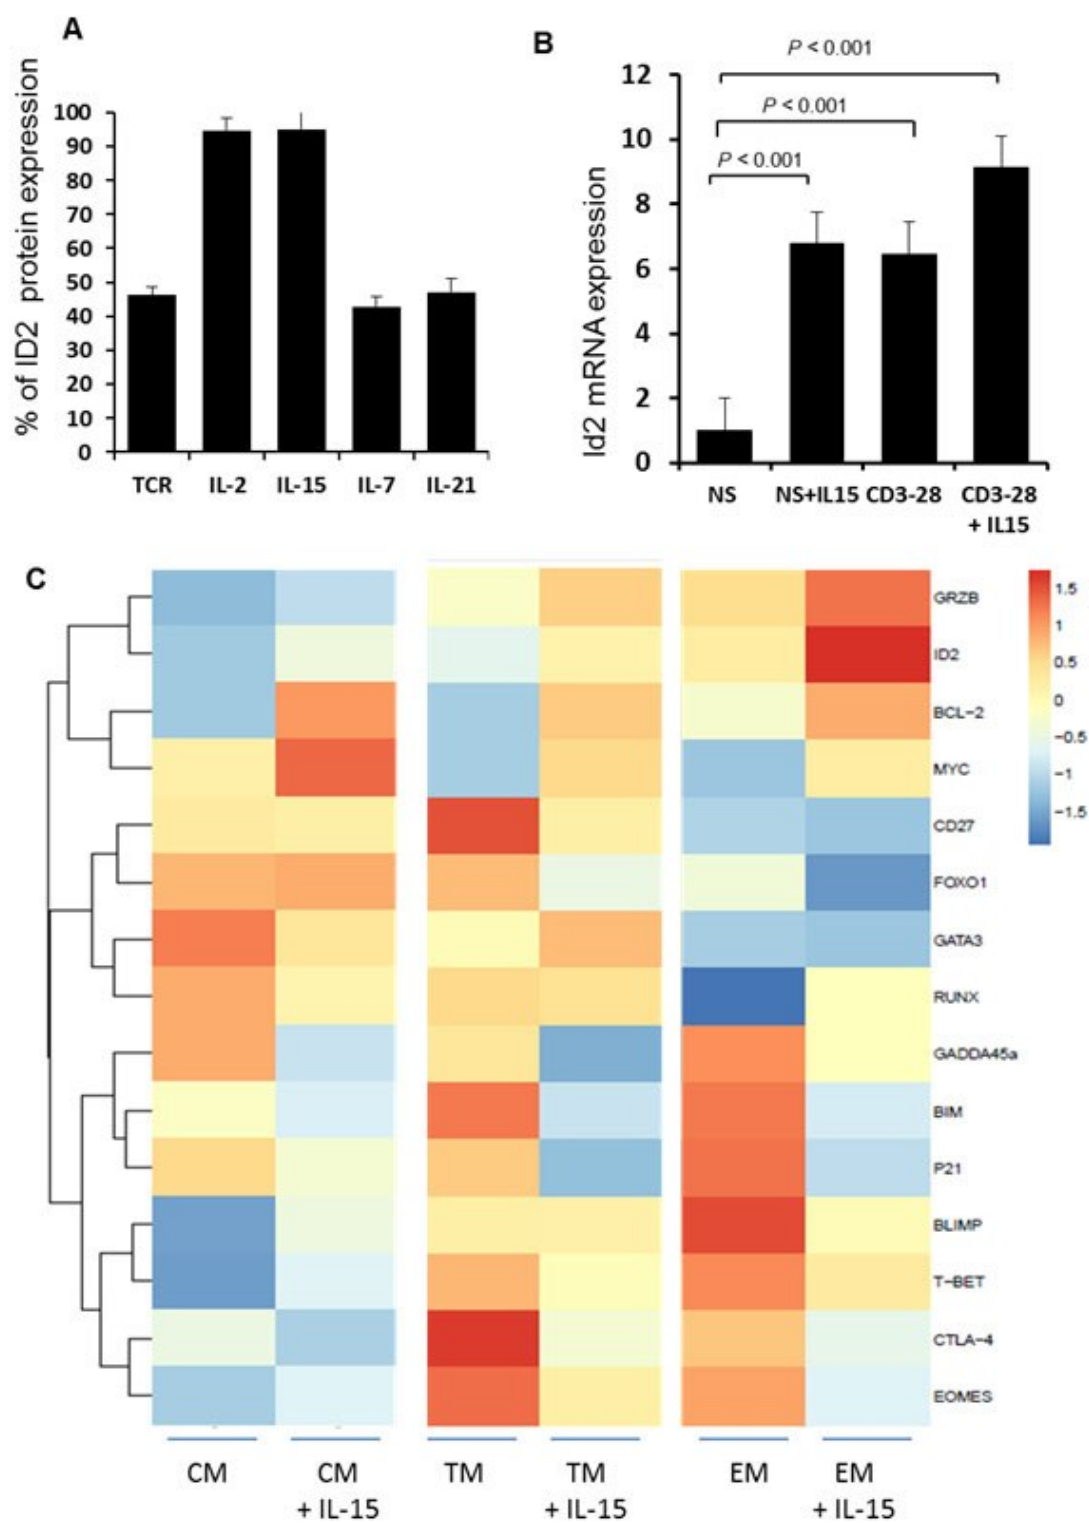 A
% of ID2 protein expression
100
90
80
70
60
50
40
30
20
10
0
TCR IL-2 IL-15 IL-7 IL-21
B
Id2 mRNA expression
P < 0.001
P < 0.001
P < 0.001
12
10
8
6
4
2
0
NS NS+IL15 CD3-28 CD3-28
+ IL15
C
GRZB
ID2
BCL-2
MYC
CD27
FOXO1
GATA3
RUNX
GADDA45a
BIM
P21
BLIMP
T-BET
CTLA-4
EOMES
1.5
1
0.5
0
-0.5
-1
-1.5
CM CM TM TM EM EM
+ IL-15 + IL-15 + IL-15